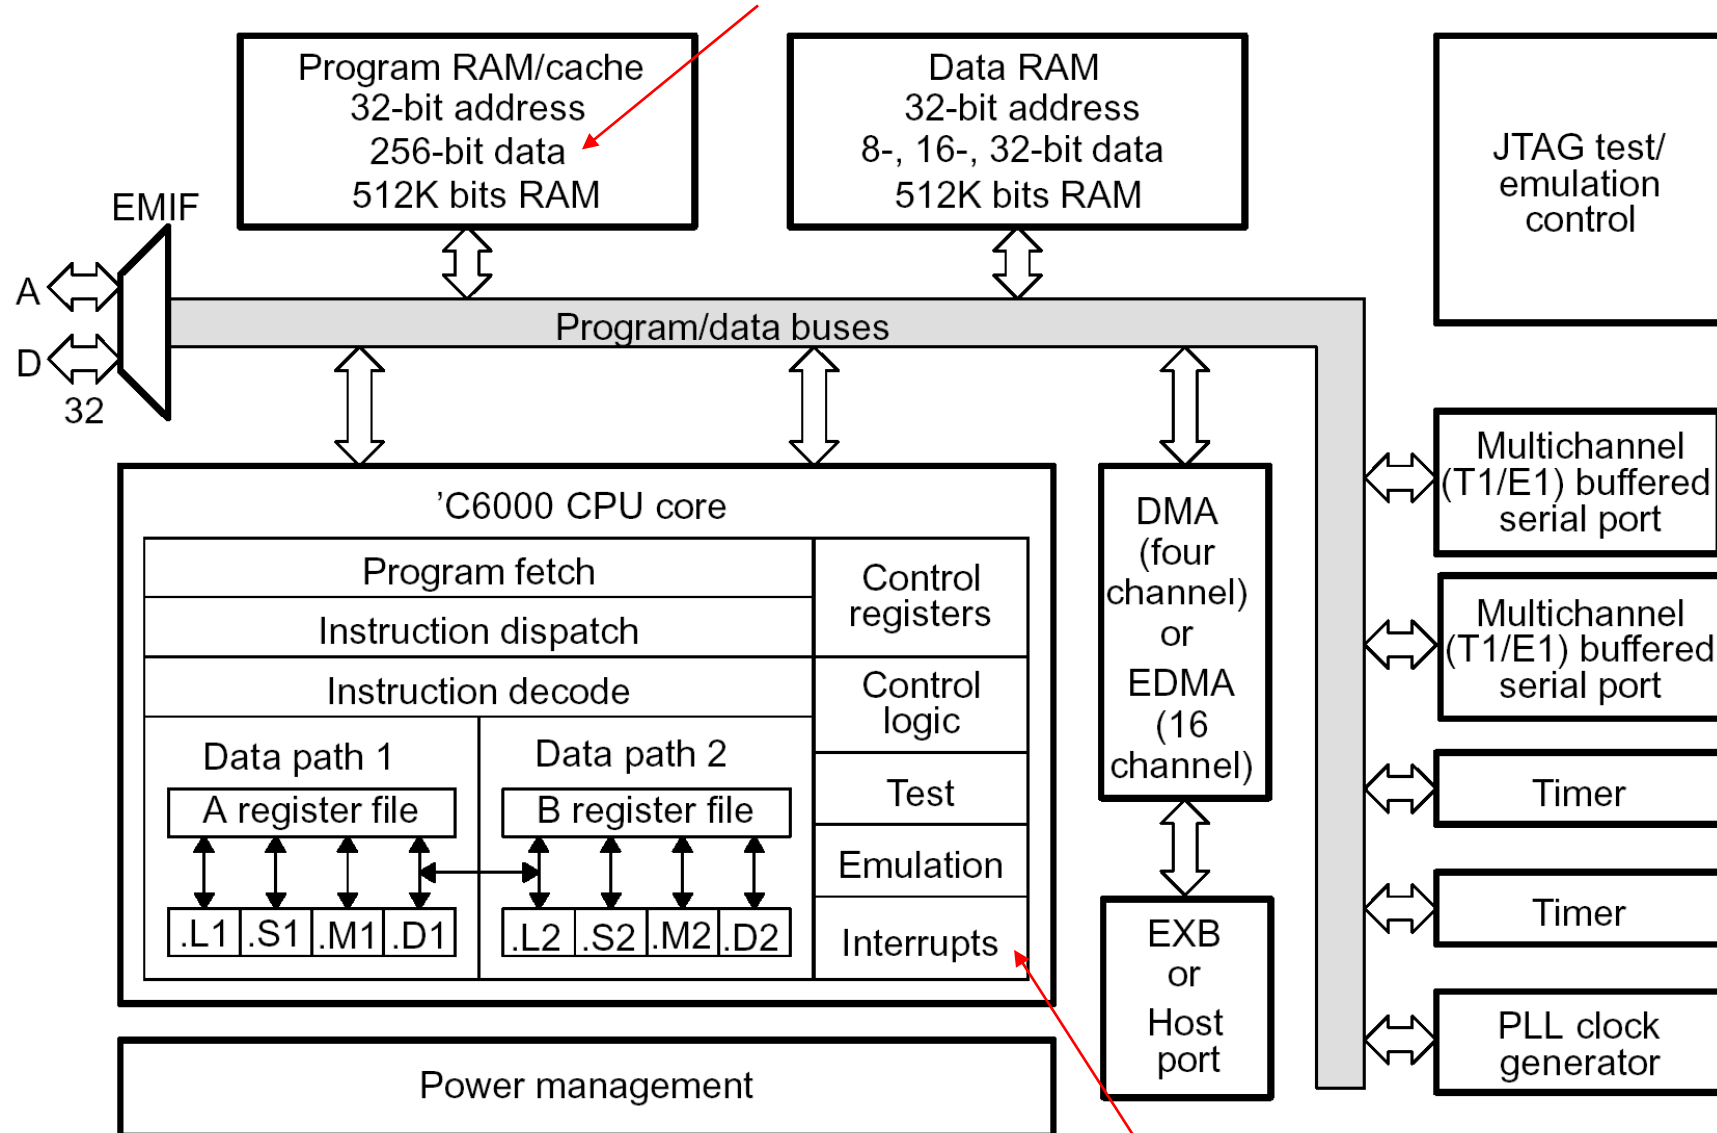 Program RAM/cache
32-bit address
256-bit data
512K bits RAM
Data RAM
32-bit address
8-, 16-, 32-bit data
512K bits RAM
JTAG test/
emulation
control
EMIF
A
D
32
Program/data buses
’C6000 CPU core
Program fetch
Instruction dispatch
Instruction decode
Data path 1
A register file
.L1 .S1 .M1 .D1
Data path 2
B register file
.L2 .S2 .M2 .D2
Control
registers
Control
logic
Test
Emulation
Interrupts
DMA
(four
channel)
or
EDMA
(16
channel)
EXB
or
Host
port
Multichannel
(T1/E1) buffered
serial port
Multichannel
(T1/E1) buffered
serial port
Timer
Timer
PLL clock
generator
Power management